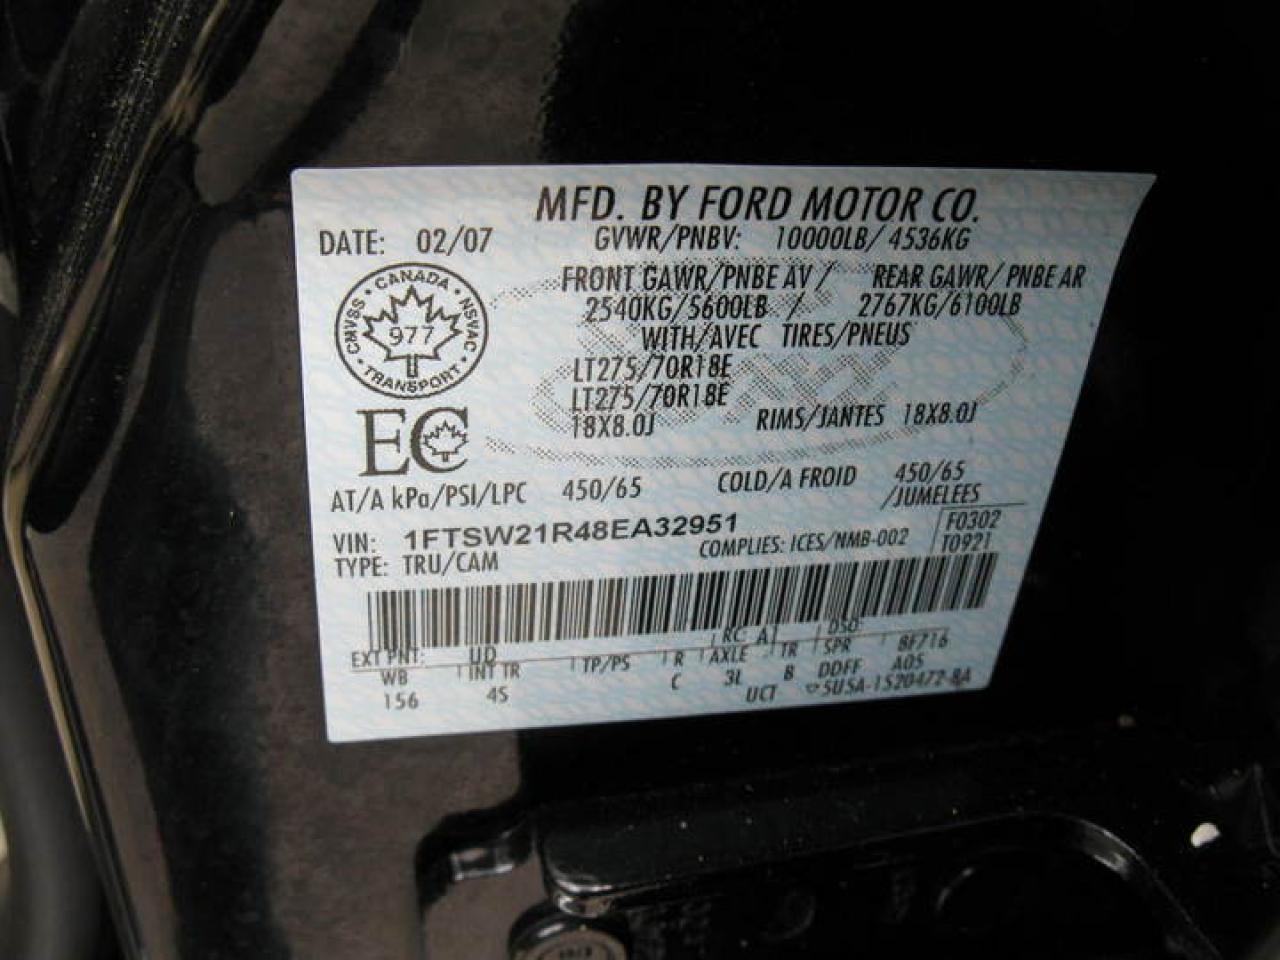 MFD. BY FORD MOTOR CO.
DATE: 02/07
GVWR/PNBV: 10000LB/ 4536KG
FRONT GAWR/PNBE AV / REAR GAWR/ PNBE AR
2540KG/5600LB / 2767KG/6100LB
WITH/AVEC TIRES/PNEUS
CANADA · NSVAC · TRANSPORT · CMVSS
977
LT275/70R18E
LT275/70R18E
18X8.0J RIMS/JANTES 18X8.0J
EC
AT/A kPa/PSI/LPC 450/65 COLD/A FROID 450/65
/JUMELEES
VIN: 1FTSW21R48EA32951
F0302
T0921
TYPE: TRU/CAM COMPLIES: ICES/NMB-002
RC: A1 DSO:
EXT PNT: UD 8F716
WB INT TR TP/PS R AXLE TR SPR A05
156 4S C 3L B DDFF
UCT 5U5A-1520472-BA